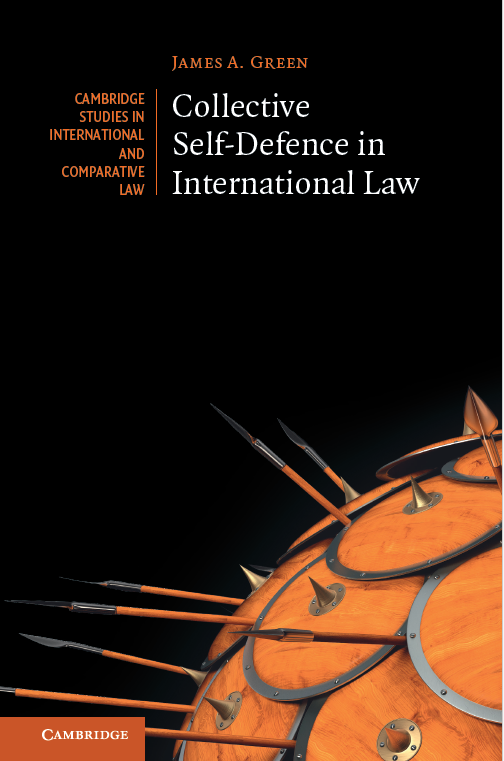 JAMES A. GREEN
CAMBRIDGE
STUDIES IN
INTERNATIONAL
AND
COMPARATIVE
LAW
Collective
Self-Defence in
International Law
CAMBRIDGE